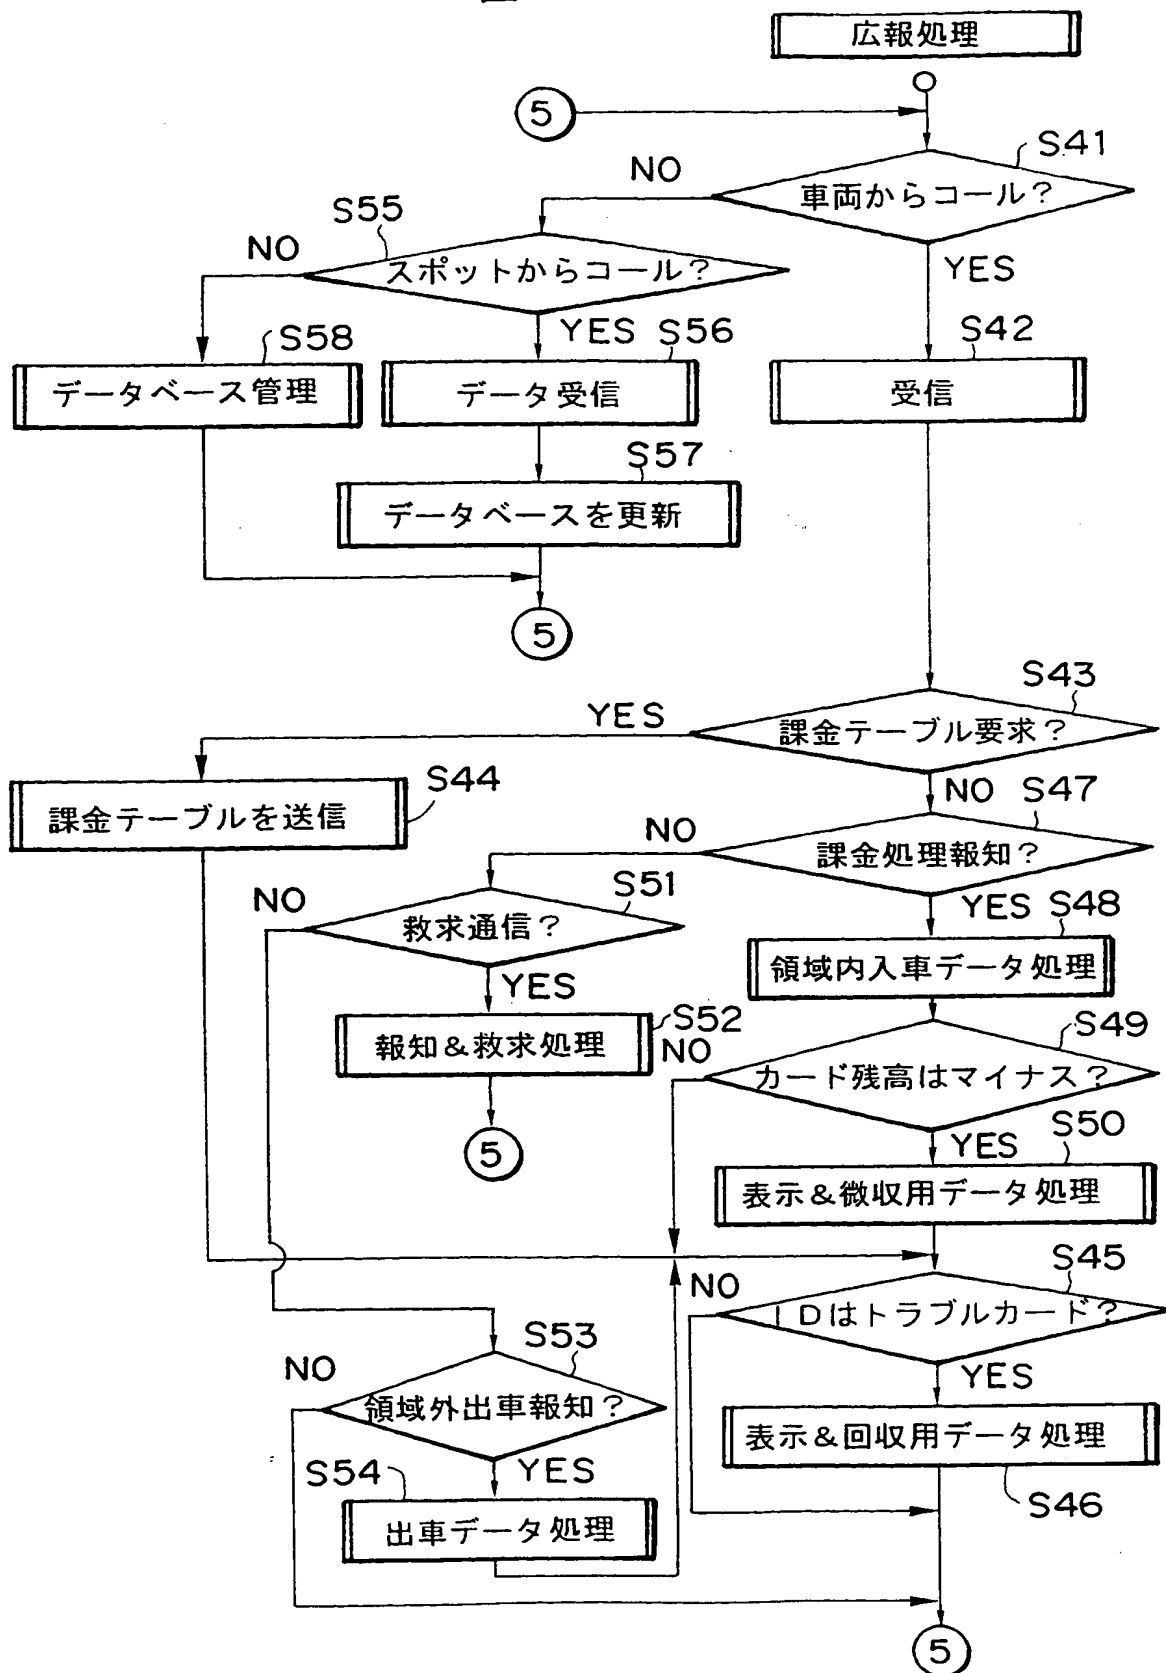 広報処理
5
S41
車両からコール?
NO
YES
S55
スポットからコール?
NO
YES
S56
S42
S58
データベース管理
データ受信
受信
S57
データベースを更新
5
S43
課金テーブル要求?
YES
NO
S44
課金テーブルを送信
S47
課金処理報知?
NO
YES
S48
S51
救求通信?
NO
YES
領域内入車データ処理
S52
報知&救求処理
S49
カード残高はマイナス?
NO
YES
S50
5
表示&微収用データ処理
S45
IDはトラブルカード?
NO
YES
S53
領域外出車報知?
NO
YES
表示&回収用データ処理
S46
S54
出車データ処理
5